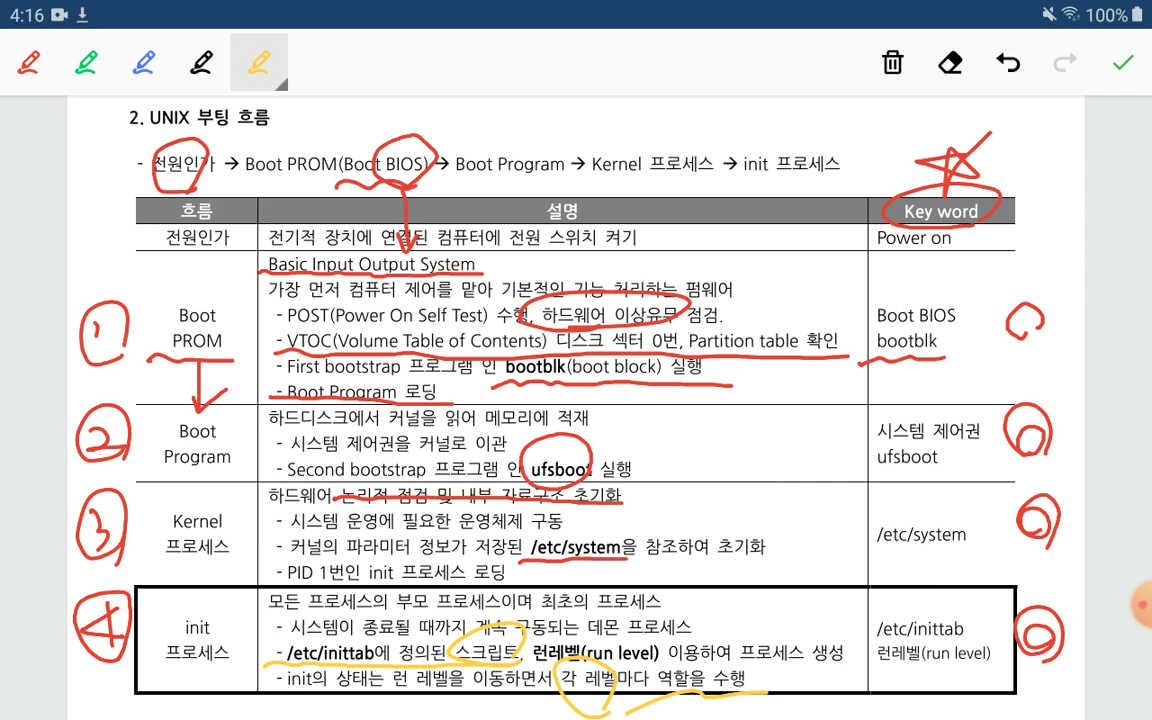 4:16 100%
2. UNIX 부팅 흐름
- 전원인가 → Boot PROM(Boot BIOS) → Boot Program → Kernel 프로세스 → init 프로세스
흐름 설명 Key word
전원인가 전기적 장치에 연결된 컴퓨터에 전원 스위치 켜기 Power on
① Boot PROM
Basic Input Output System
가장 먼저 컴퓨터 제어를 맡아 기본적인 기능 처리하는 펌웨어
- POST(Power On Self Test) 수행, 하드웨어 이상유무 점검.
- VTOC(Volume Table of Contents) 디스크 섹터 0번, Partition table 확인
- First bootstrap 프로그램 인 bootblk(boot block) 실행
- Boot Program 로딩
Boot BIOS
bootblk
② Boot Program
하드디스크에서 커널을 읽어 메모리에 적재
- 시스템 제어권을 커널로 이관
- Second bootstrap 프로그램 인 ufsboot 실행
시스템 제어권
ufsboot
③ Kernel 프로세스
하드웨어 논리적 점검 및 내부 자료구조 초기화
- 시스템 운영에 필요한 운영체제 구동
- 커널의 파라미터 정보가 저장된 /etc/system을 참조하여 초기화
- PID 1번인 init 프로세스 로딩
/etc/system
④ init 프로세스
모든 프로세스의 부모 프로세스이며 최초의 프로세스
- 시스템이 종료될 때까지 계속 구동되는 데몬 프로세스
- /etc/inittab에 정의된 스크립트, 런레벨(run level) 이용하여 프로세스 생성
- init의 상태는 런 레벨을 이동하면서 각 레벨마다 역할을 수행
/etc/inittab
런레벨(run level)